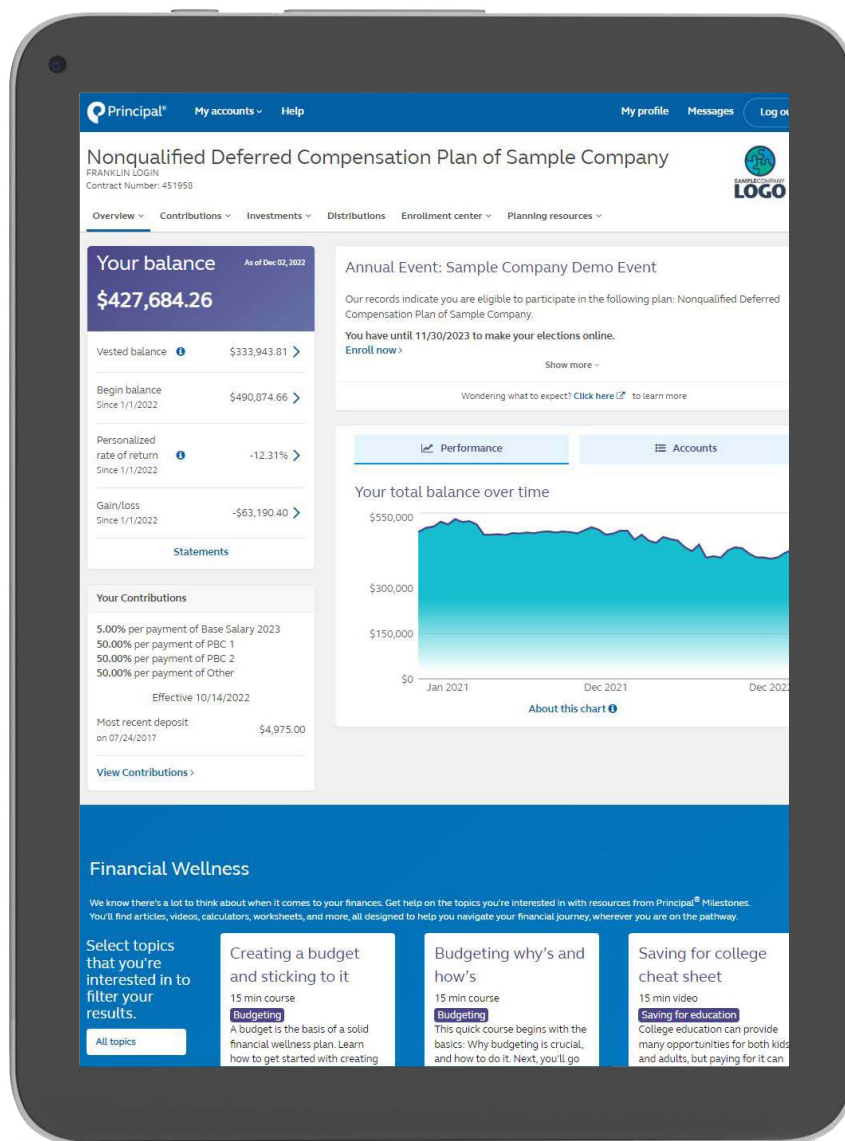 Principal®
My accounts
Help
My profile
Messages
Log ou
Nonqualified Deferred Compensation Plan of Sample Company
FRANKLIN LOGIN
Contract Number: 451958
SAMPLECOMPANY
LOGO
Overview
Contributions
Investments
Distributions
Enrollment center
Planning resources
Your balance
As of Dec 02, 2022
$427,684.26
Vested balance
$333,943.81
Begin balance
Since 1/1/2022
$490,874.66
Personalized
rate of return
Since 1/1/2022
-12.31%
Gain/loss
Since 1/1/2022
-$63,190.40
Statements
Your Contributions
5.00% per payment of Base Salary 2023
50.00% per payment of PBC 1
50.00% per payment of PBC 2
50.00% per payment of Other
Effective 10/14/2022
Most recent deposit
on 07/24/2017
$4,975.00
View Contributions
Annual Event: Sample Company Demo Event
Our records indicate you are eligible to participate in the following plan: Nonqualified Deferred
Compensation Plan of Sample Company.
You have until 11/30/2023 to make your elections online.
Enroll now
Show more
Wondering what to expect? Click here to learn more
Performance
Accounts
Your total balance over time
$550,000
$300,000
$150,000
$0
Jan 2021
Dec 2021
Dec 2022
About this chart
Financial Wellness
We know there's a lot to think about when it comes to your finances. Get help on the topics you're interested in with resources from Principal® Milestones.
You'll find articles, videos, calculators, worksheets, and more, all designed to help you navigate your financial journey, wherever you are on the pathway.
Select topics
that you're
interested in to
filter your
results.
All topics
Creating a budget
and sticking to it
15 min course
Budgeting
A budget is the basis of a solid
financial wellness plan. Learn
how to get started with creating
Budgeting why's and
how's
15 min course
Budgeting
This quick course begins with the
basics: Why budgeting is crucial,
and how to do it. Next, you'll go
Saving for college
cheat sheet
15 min video
Saving for education
College education can provide
many opportunities for both kids
and adults, but paying for it can